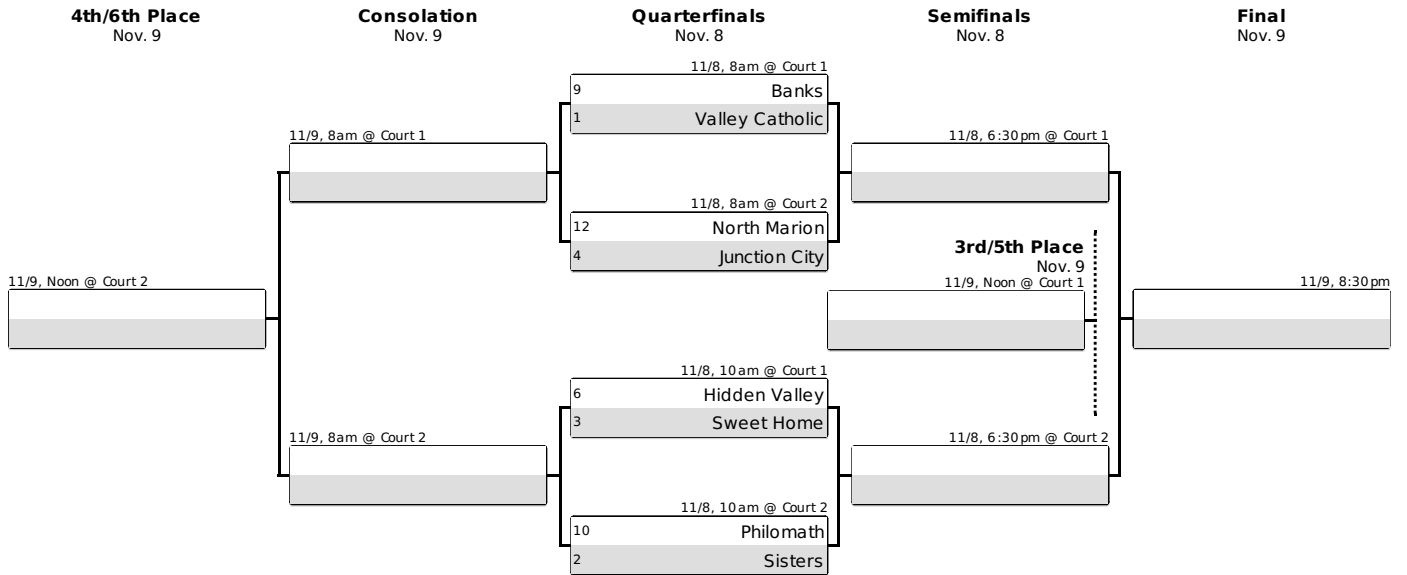 4th/6th Place
Nov. 9
Consolation
Nov. 9
Quarterfinals
Nov. 8
Semifinals
Nov. 8
Final
Nov. 9
11/8, 8am @ Court 1
9 Banks
1 Valley Catholic
11/9, 8am @ Court 1
11/8, 6:30pm @ Court 1
11/8, 8am @ Court 2
12 North Marion
4 Junction City
3rd/5th Place
Nov. 9
11/9, Noon @ Court 2
11/9, Noon @ Court 1
11/9, 8:30pm
11/8, 10am @ Court 1
6 Hidden Valley
3 Sweet Home
11/9, 8am @ Court 2
11/8, 6:30pm @ Court 2
11/8, 10am @ Court 2
10 Philomath
2 Sisters